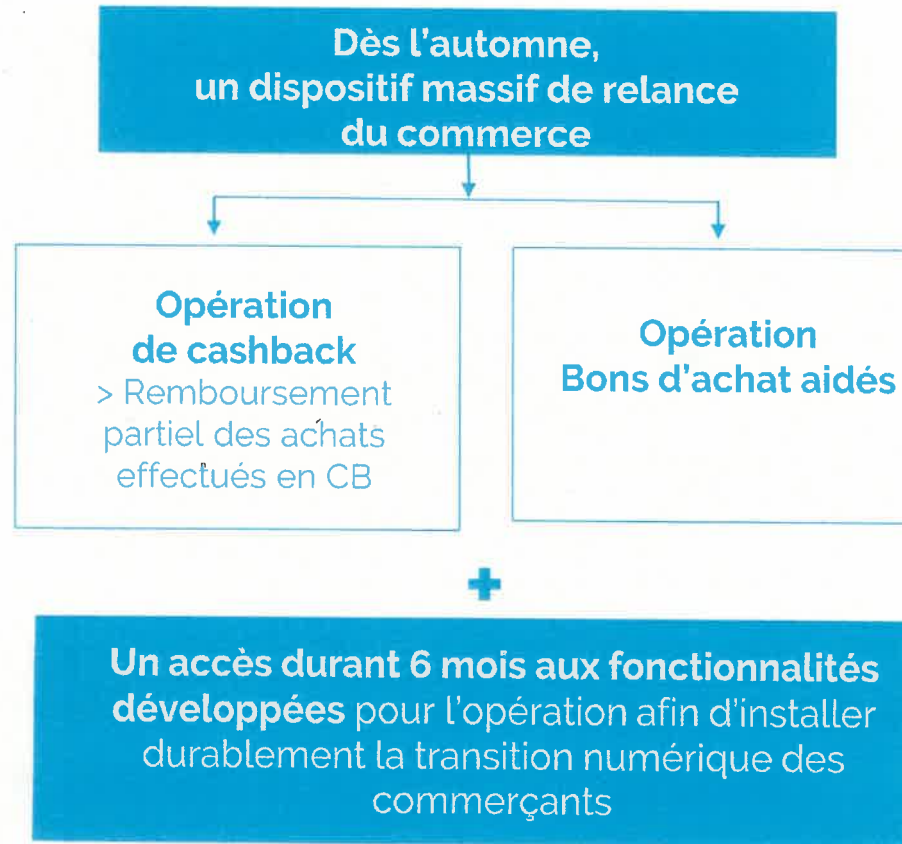 Dès l'automne,
un dispositif massif de relance
du commerce
Opération
de cashback
> Remboursement
partiel des achats
effectués en CB
Opération
Bons d'achat aidés
+
Un accès durant 6 mois aux fonctionnalités
développées pour l'opération afin d'installer
durablement la transition numérique des
commerçants